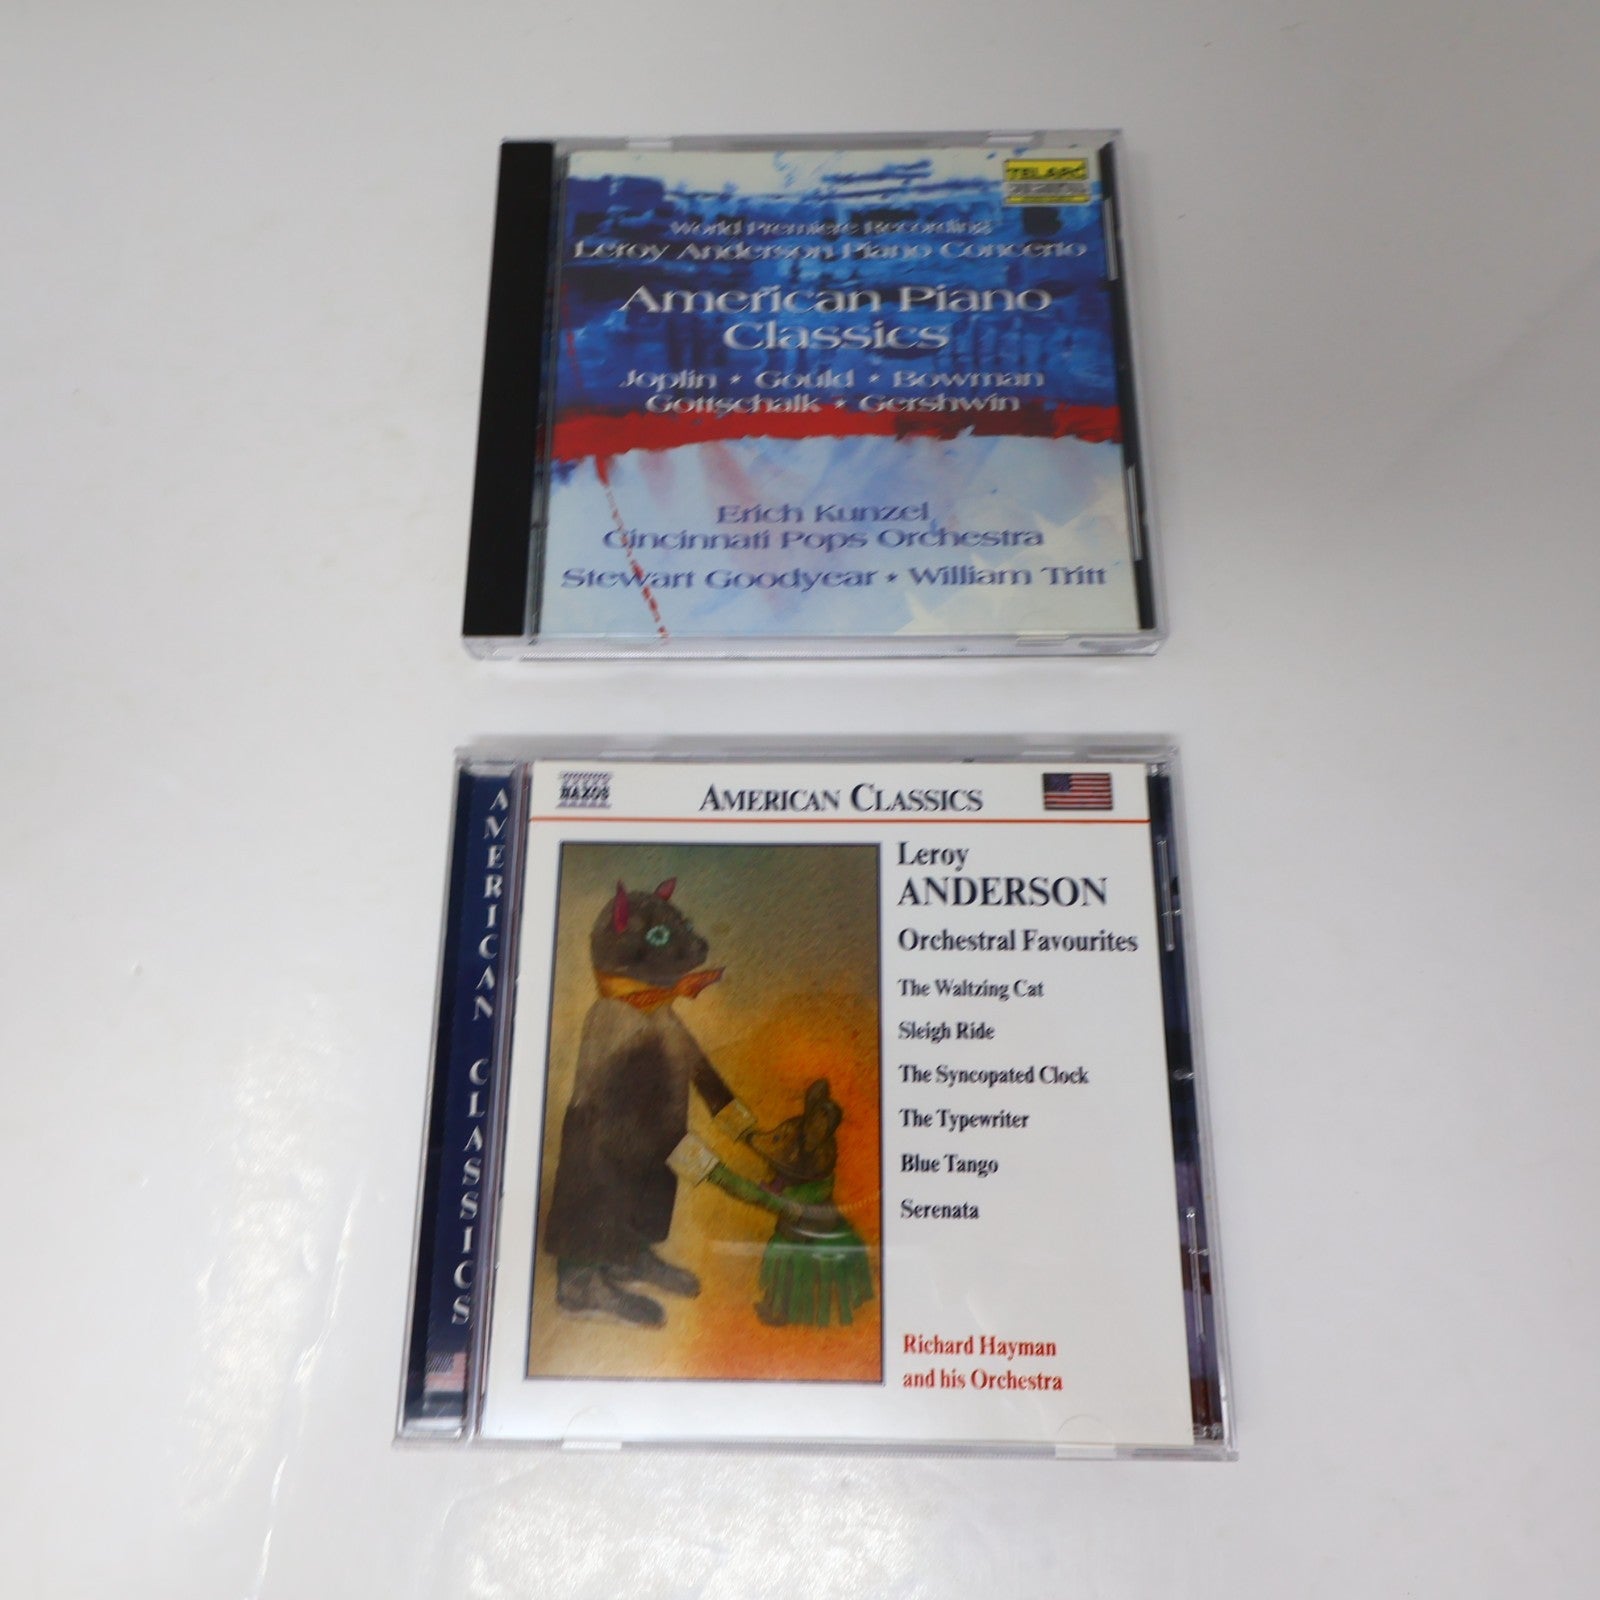 TELARC
World Premiere Recording
Leroy Anderson Piano Concerto
American Piano
Classics
Joplin ★ Gould ★ Bowman
Gottschalk ★ Gershwin
Erich Kunzel
Cincinnati Pops Orchestra
Stewart Goodyear ★ William Tritt
AMERICAN CLASSICS
NAXOS
AMERICAN CLASSICS
Leroy
ANDERSON
Orchestral Favourites
The Waltzing Cat
Sleigh Ride
The Syncopated Clock
The Typewriter
Blue Tango
Serenata
Richard Hayman
and his Orchestra